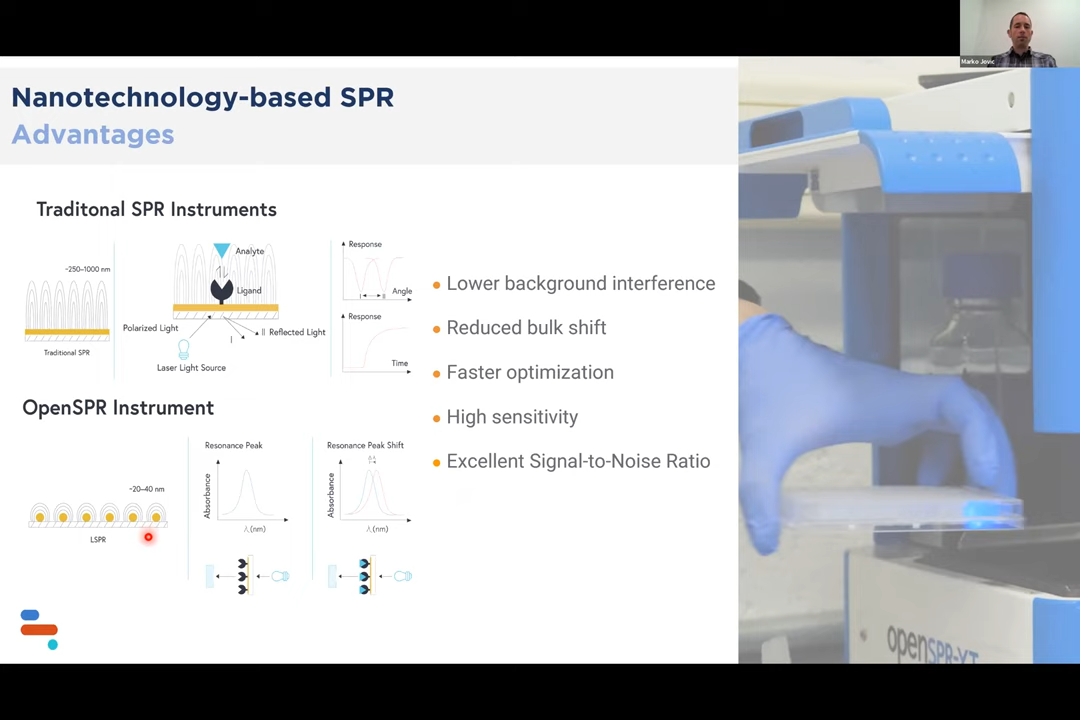 Marko Jovic
Nanotechnology-based SPR
Advantages
Traditonal SPR Instruments
~250–1000 nm
Traditional SPR
Analyte
Ligand
Polarized Light
I
II Reflected Light
Laser Light Source
Response
I
II
Angle
Response
Time
OpenSPR Instrument
~20–40 nm
LSPR
Resonance Peak
Absorbance
λ(nm)
Resonance Peak Shift
Absorbance
λ(nm)
Lower background interference
Reduced bulk shift
Faster optimization
High sensitivity
Excellent Signal-to-Noise Ratio
openSPR-XT